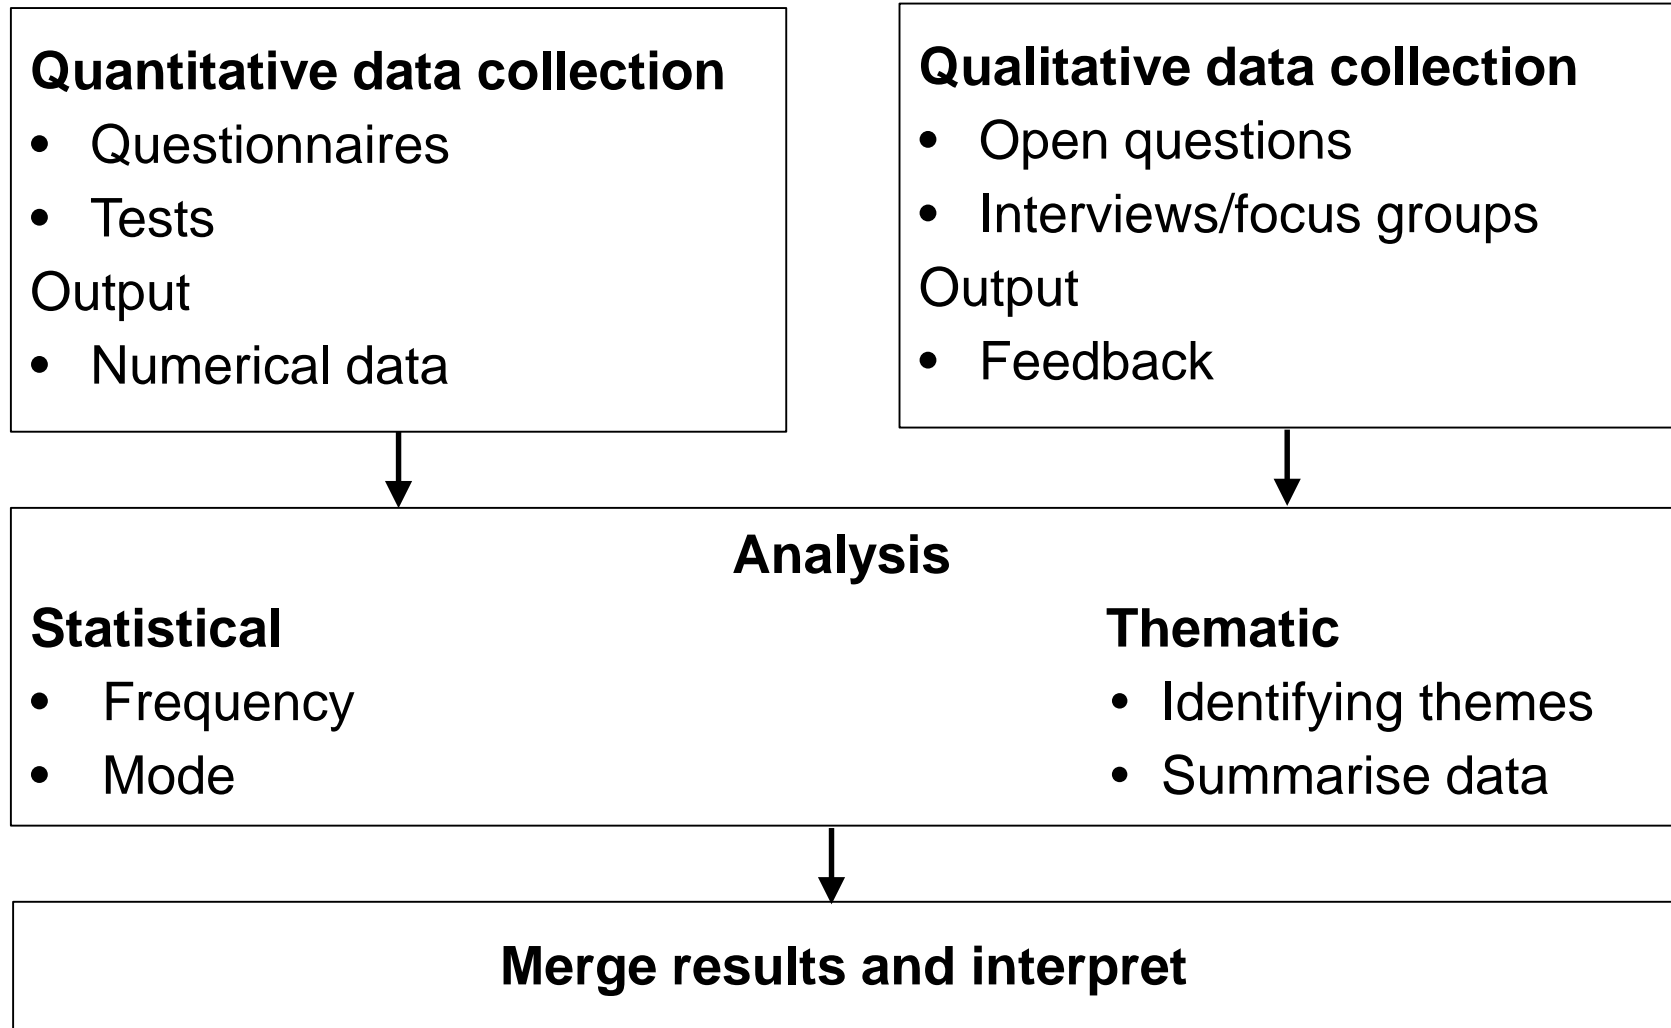 Quantitative data collection
• Questionnaires
• Tests
Output
• Numerical data
Qualitative data collection
• Open questions
• Interviews/focus groups
Output
• Feedback
Analysis
Statistical
• Frequency
• Mode
Thematic
• Identifying themes
• Summarise data
Merge results and interpret